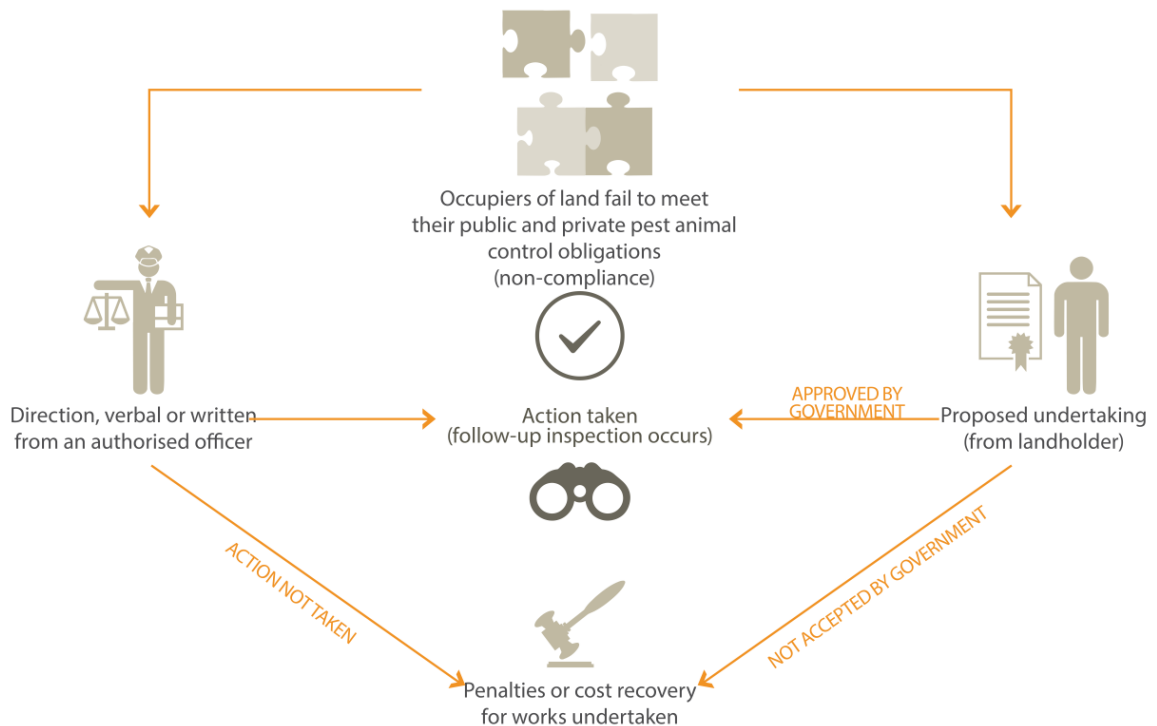 Occupiers of land fail to meet
their public and private pest animal
control obligations
(non-compliance)
Direction, verbal or written
from an authorised officer
Action taken
(follow-up inspection occurs)
APPROVED BY
GOVERNMENT
Proposed undertaking
(from landholder)
ACTION NOT TAKEN
NOT ACCEPTED BY GOVERNMENT
Penalties or cost recovery
for works undertaken